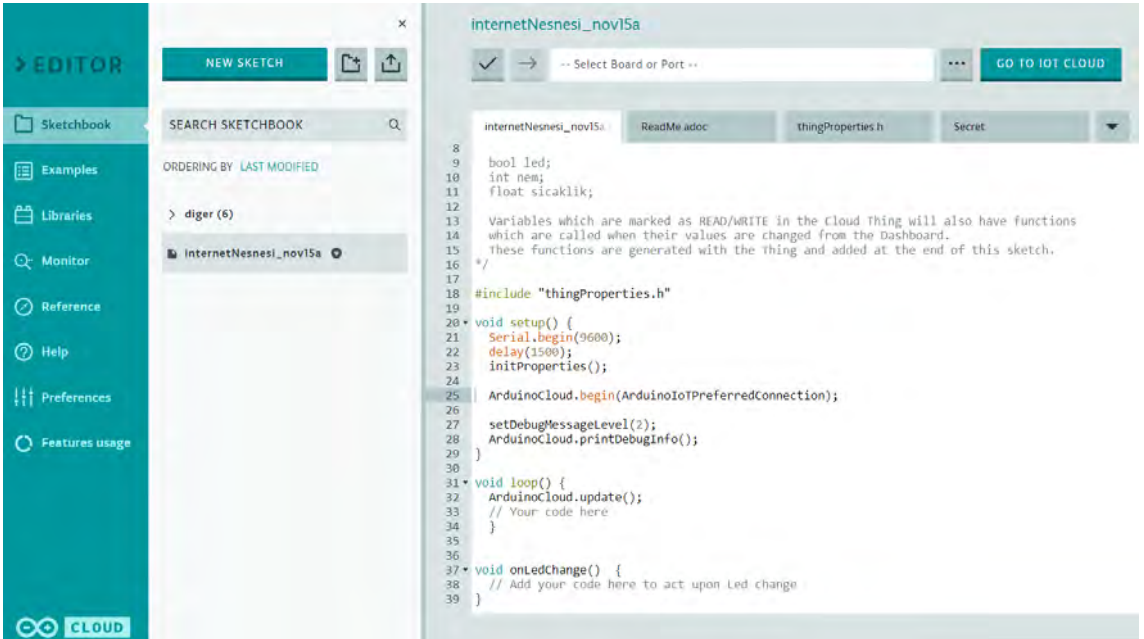 EDITOR
Sketchbook
Examples
Libraries
Monitor
Reference
Help
Preferences
Features usage
CLOUD
×
NEW SKETCH
SEARCH SKETCHBOOK
ORDERING BY LAST MODIFIED
> diger (6)
internetNesnesi_nov15a
internetNesnesi_nov15a
-- Select Board or Port --
...
GO TO IOT CLOUD
internetNesnesi_nov15a
ReadMe.adoc
thingProperties.h
Secret
8
9 bool led;
10 int nem;
11 float sicaklik;
12
13 Variables which are marked as READ/WRITE in the Cloud Thing will also have functions
14 which are called when their values are changed from the Dashboard.
15 These functions are generated with the Thing and added at the end of this sketch.
16 */
17
18 #include "thingProperties.h"
19
20 void setup() {
21 Serial.begin(9600);
22 delay(1500);
23 initProperties();
24
25 ArduinoCloud.begin(ArduinoIoTPreferredConnection);
26
27 setDebugMessageLevel(2);
28 ArduinoCloud.printDebugInfo();
29 }
30
31 void loop() {
32 ArduinoCloud.update();
33 // Your code here
34 }
35
36
37 void onLedChange() {
38 // Add your code here to act upon Led change
39 }